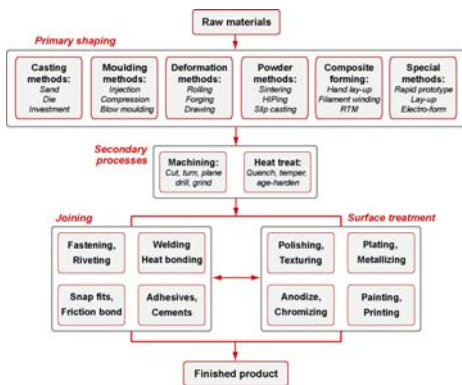 Raw materials
Primary shaping
Casting methods:
Sand
Die
Investment
Moulding methods:
Injection
Compression
Blow moulding
Deformation methods:
Rolling
Forging
Drawing
Powder methods:
Sintering
HIPing
Slip casting
Composite forming:
Hand lay-up
Filament winding
RTM
Special methods:
Rapid prototype
Lay-up
Electro-form
Secondary
processes
Machining:
Cut, turn, plane
drill, grind
Heat treat:
Quench, temper,
age-harden
Joining
Surface treatment
Fastening,
Riveting
Welding
Heat bonding
Snap fits,
Friction bond
Adhesives,
Cements
Polishing,
Texturing
Plating,
Metallizing
Anodize,
Chromizing
Painting,
Printing
Finished product